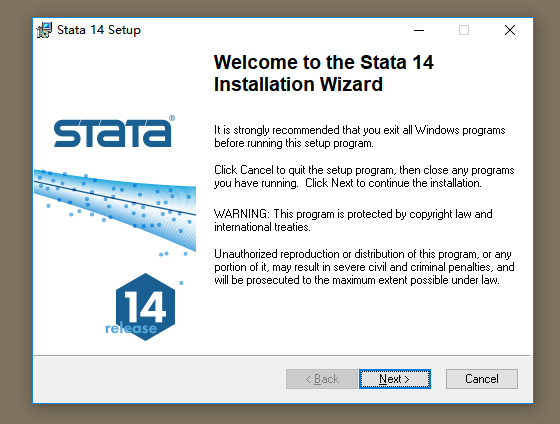 Stata 14 Setup
Welcome to the Stata 14
Installation Wizard
STATA®
It is strongly recommended that you exit all Windows programs
before running this setup program.
Click Cancel to quit the setup program, then close any programs
you have running. Click Next to continue the installation.
WARNING: This program is protected by copyright law and
international treaties.
Unauthorized reproduction or distribution of this program, or any
portion of it, may result in severe civil and criminal penalties, and
will be prosecuted to the maximum extent possible under law.
14
release
< Back
Next >
Cancel